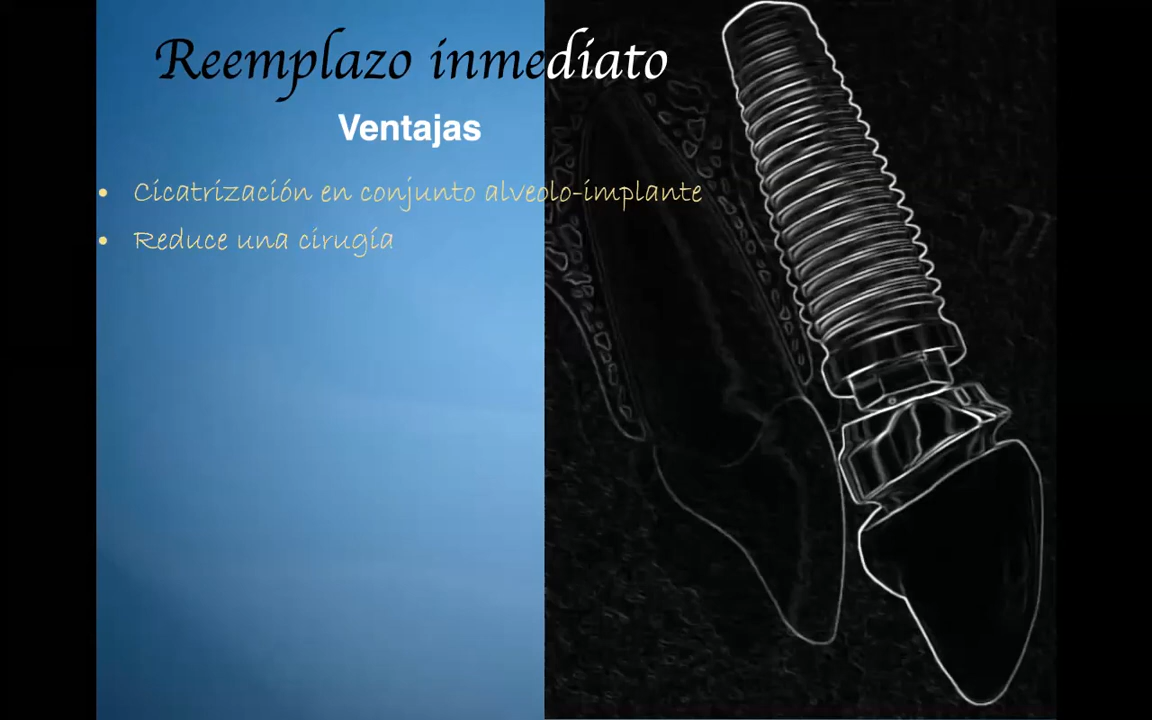 Reemplazo inmediato
Ventajas
• Cicatrización en conjunto alveolo-implante
• Reduce una cirugía